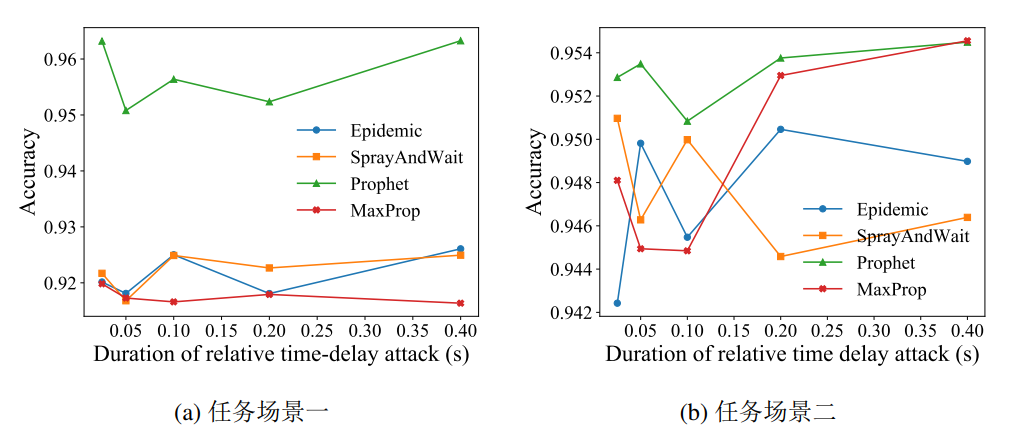 0.96
0.95
0.94
0.93
0.92
Accuracy
Epidemic
SprayAndWait
Prophet
MaxProp
0.05 0.10 0.15 0.20 0.25 0.30 0.35 0.40
Duration of relative time-delay attack (s)
(a) 任务场景一
0.954
0.952
0.950
0.948
0.946
0.944
0.942
Accuracy
Epidemic
SprayAndWait
Prophet
MaxProp
0.05 0.10 0.15 0.20 0.25 0.30 0.35 0.40
Duration of relative time delay attack (s)
(b) 任务场景二